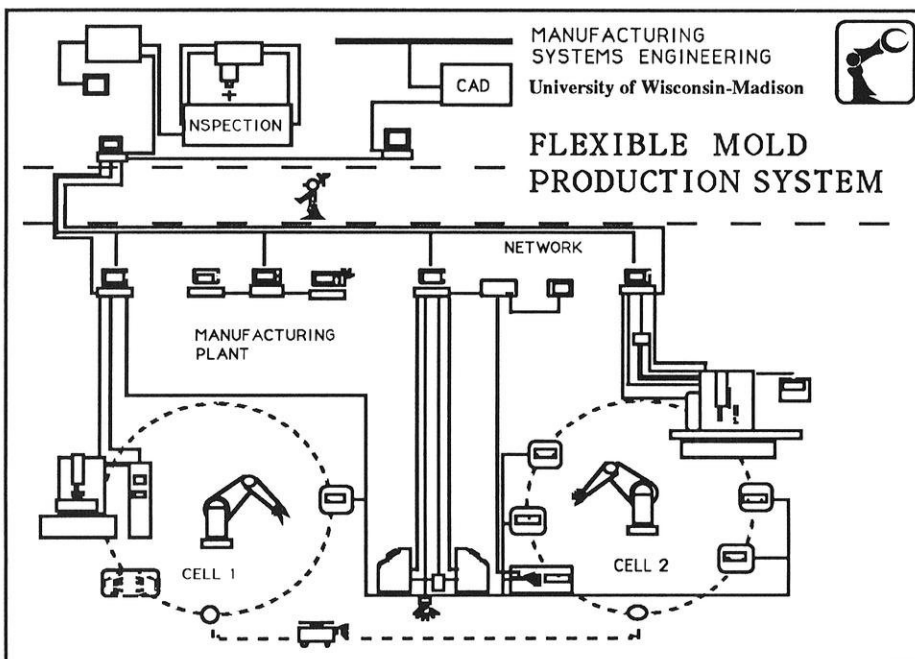 MANUFACTURING
SYSTEMS ENGINEERING
University of Wisconsin-Madison
CAD
NSPECTION
FLEXIBLE MOLD
PRODUCTION SYSTEM
NETWORK
MANUFACTURING
PLANT
CELL 1
CELL 2